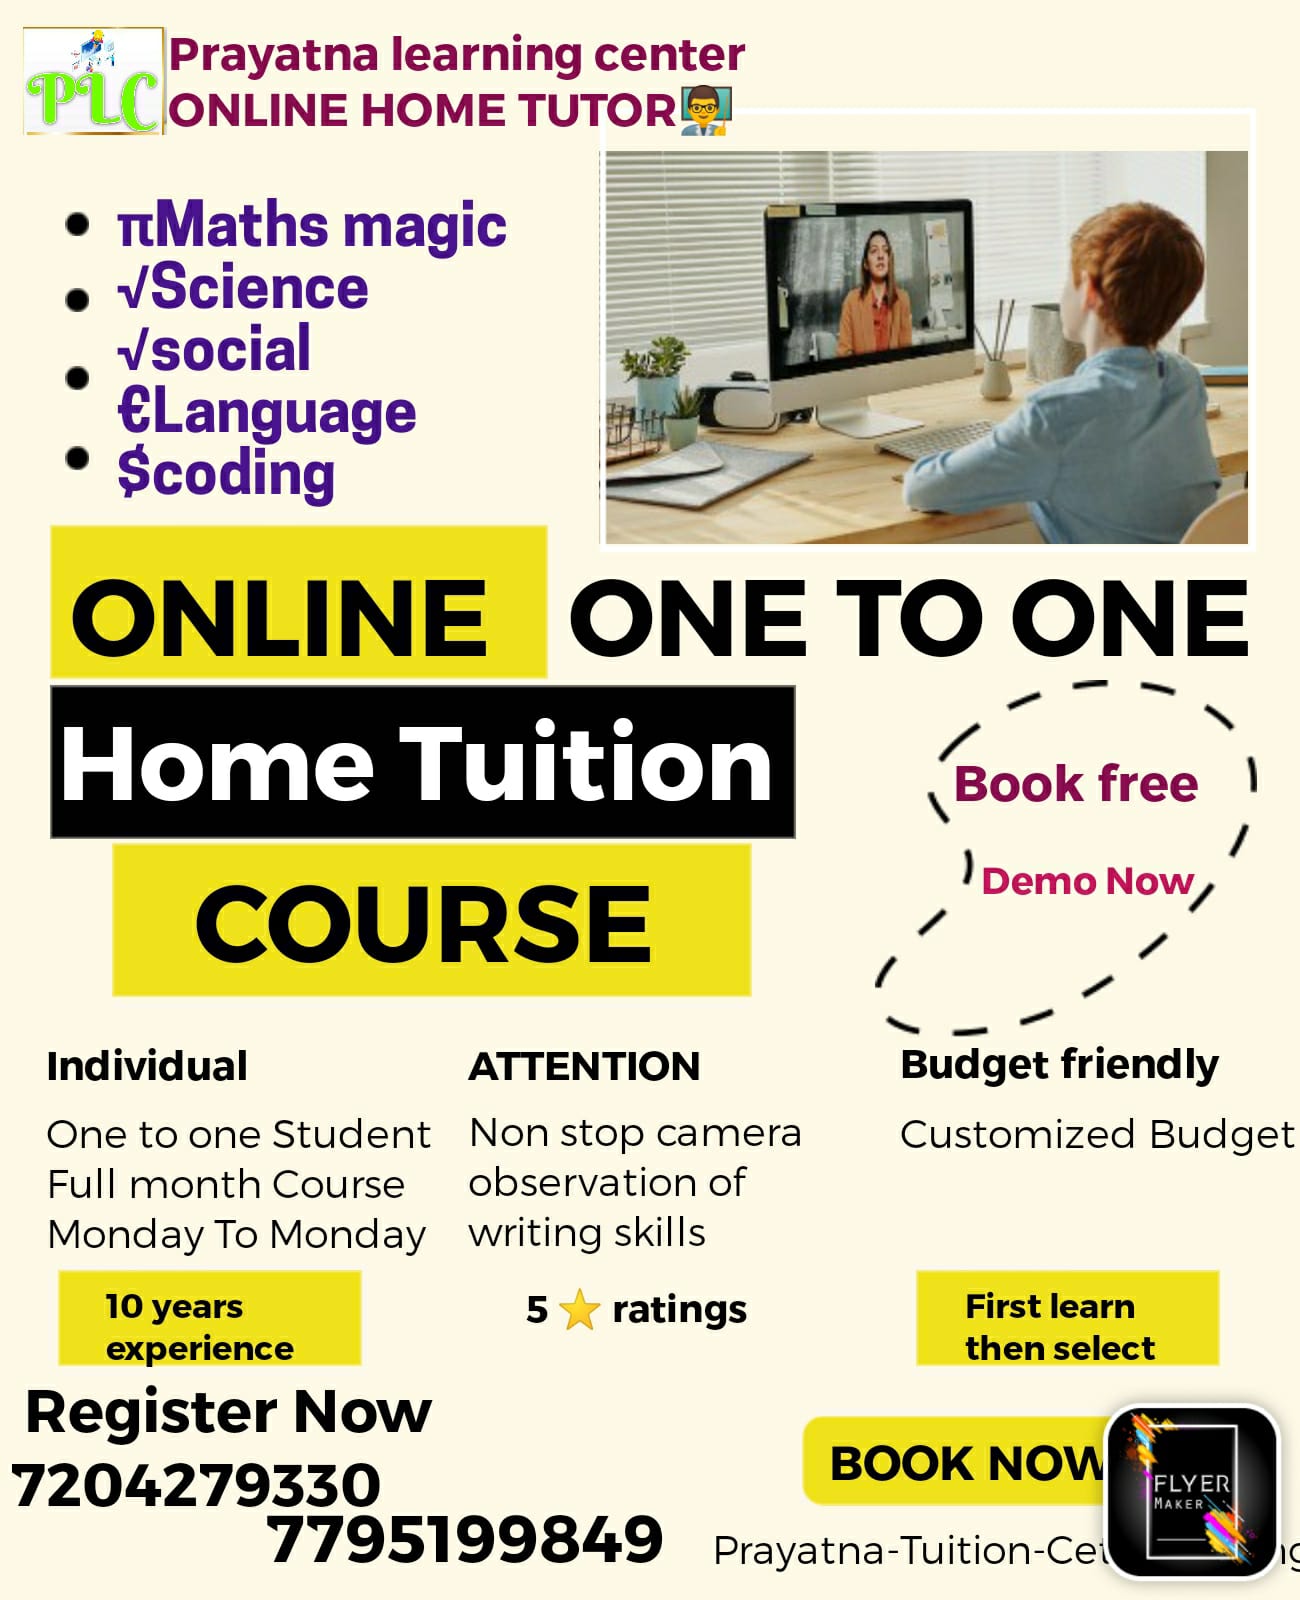 PLC
Prayatna learning center
ONLINE HOME TUTOR
πMaths magic
√Science
√social
€Language
$coding
ONLINE ONE TO ONE
Home Tuition
COURSE
Book free
Demo Now
Individual
One to one Student
Full month Course
Monday To Monday
ATTENTION
Non stop camera
observation of
writing skills
Budget friendly
Customized Budget
10 years
experience
5 ⭐ ratings
First learn
then select
Register Now
7204279330
7795199849
BOOK NOW
FLYER
MAKER
Prayatna-Tuition-